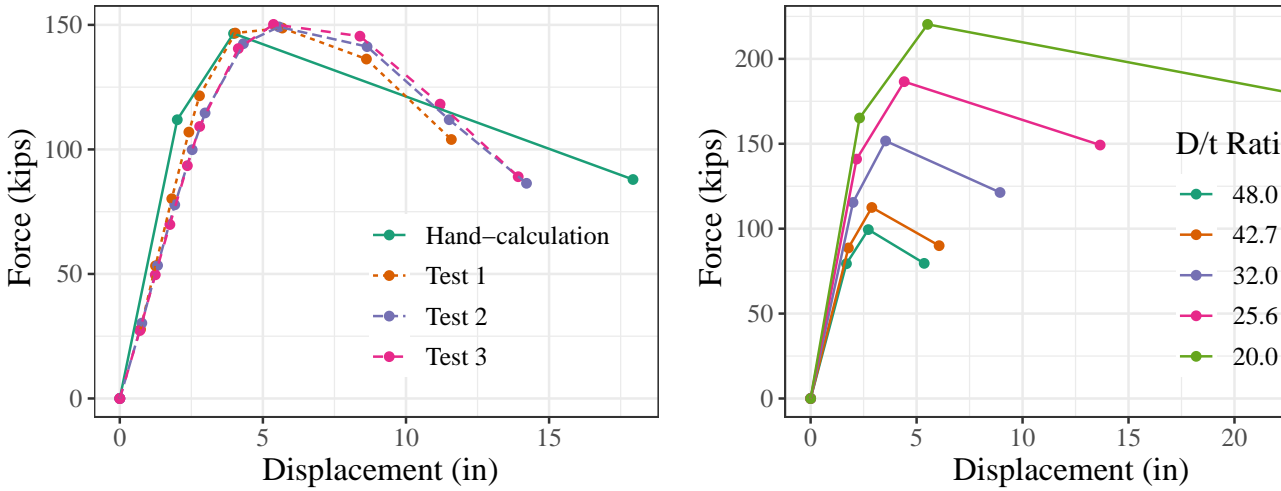 150
100
50
0
Force (kips)
Hand−calculation
Test 1
Test 2
Test 3
0 5 10 15
Displacement (in)
200
150
100
50
0
Force (kips)
D/t Rati
48.0
42.7
32.0
25.6
20.0
0 5 10 15 20
Displacement (in)